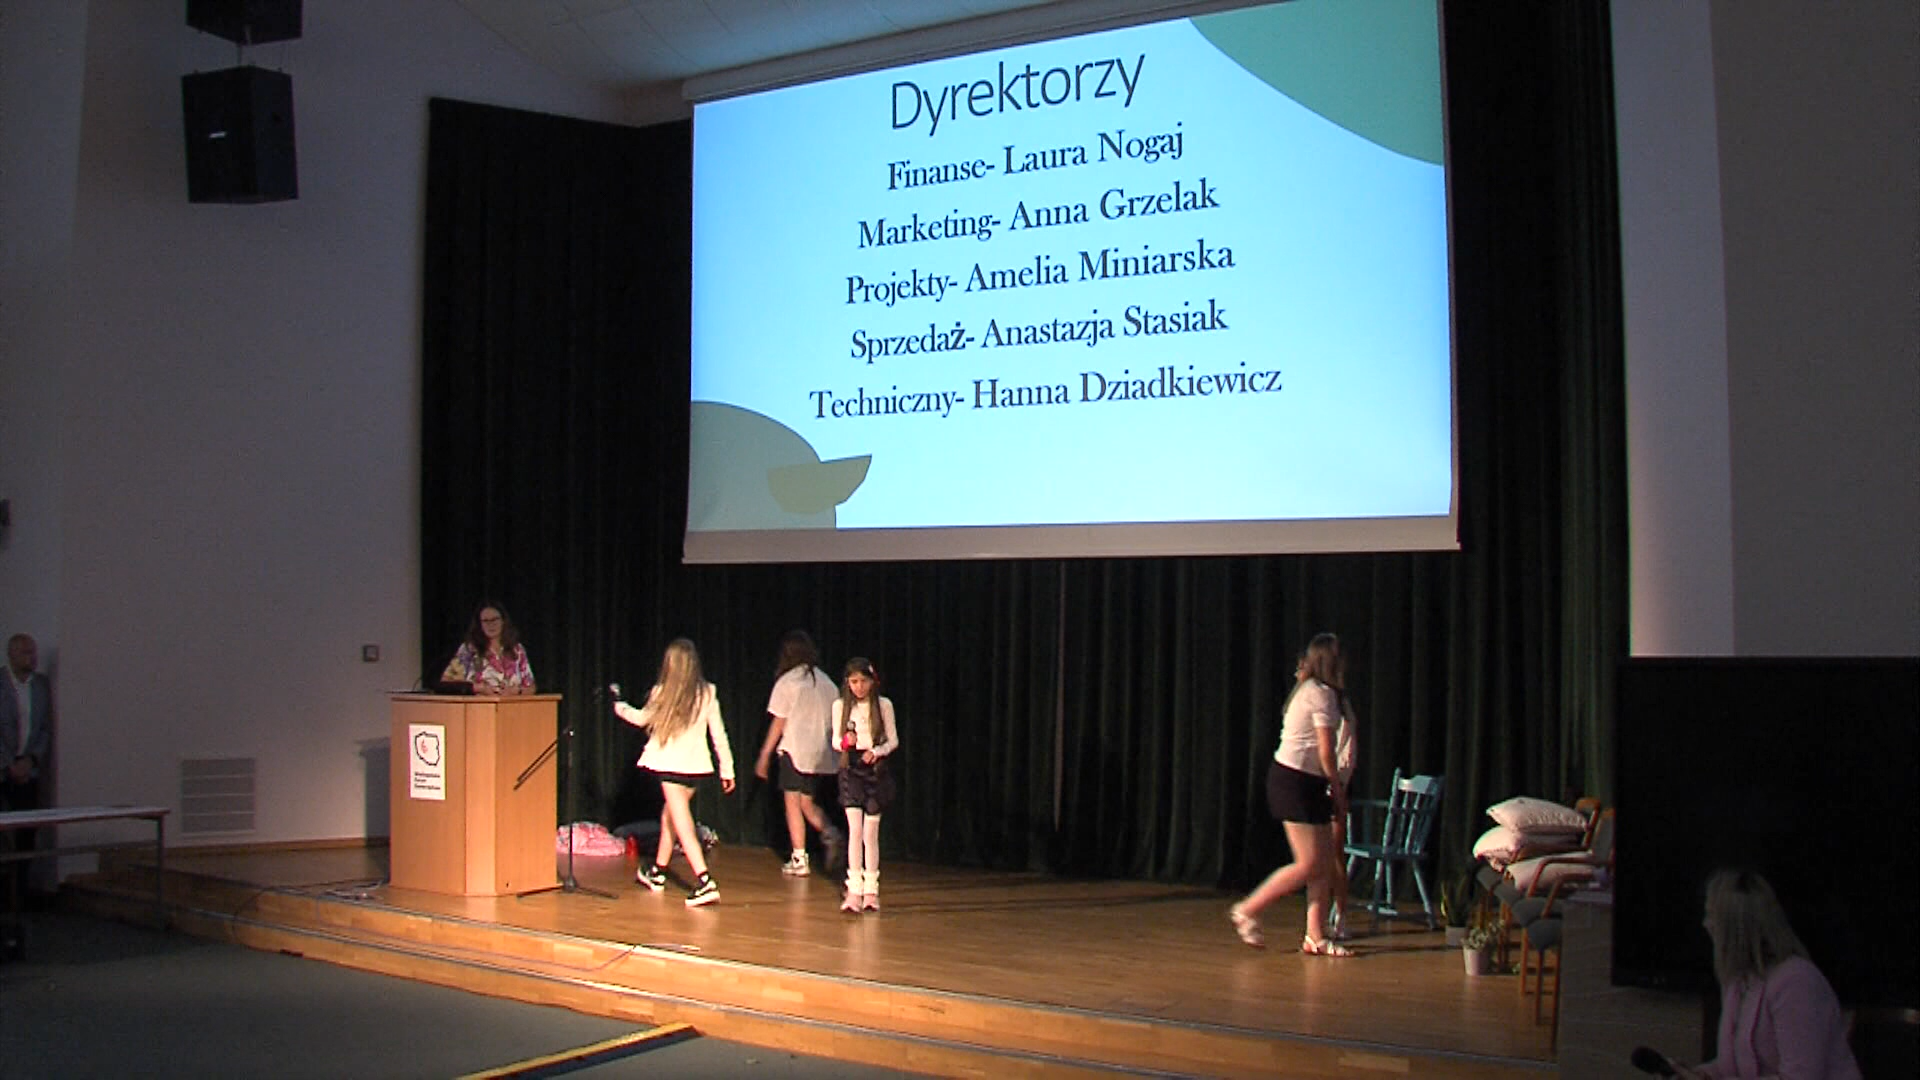 Dyrektorzy
Finanse- Laura Nogaj
Marketing- Anna Grzelak
Projekty- Amelia Miniarska
Sprzedaż- Anastazja Stasiak
Techniczny- Hanna Dziadkiewicz